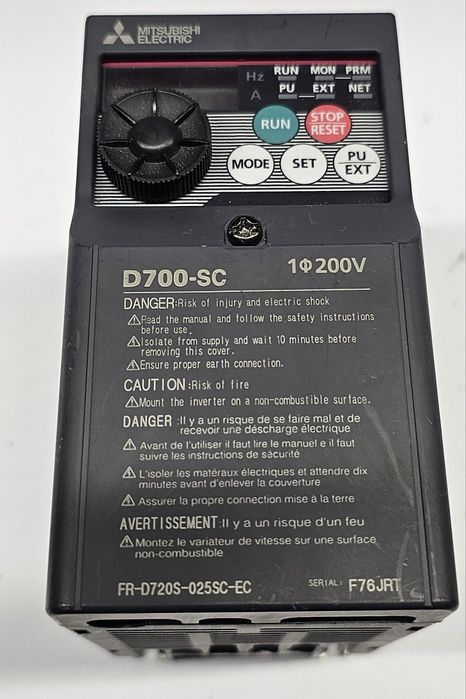 MITSUBISHI
ELECTRIC
Hz RUN MON PRM
A PU EXT NET
RUN STOP
RESET
MODE SET PU
EXT
D700-SC 1Φ200V
DANGER:Risk of injury and electric shock
Read the manual and follow the safety instructions
before use.
Isolate from supply and wait 10 minutes before
removing this cover.
Ensure proper earth connection.
CAUTION:Risk of fire
Mount the inverter on a non-combustible surface.
DANGER :Il y a un risque de se faire mal et de
recevoir une décharge électrique
Avant de l'utiliser il faut lire le manuel e il faut
suivre les instructions de sécurité
L'isoler les matéraux électriques et attendre dix
minutes avant d'enlever la couverture
Assurer la propre connection mise à la terre
AVERTISSEMENT:Il y a un risque d'un feu
Montez le variateur de vitesse sur une surface
non-combustible
FR-D720S-025SC-EC SERIAL: F76JRT